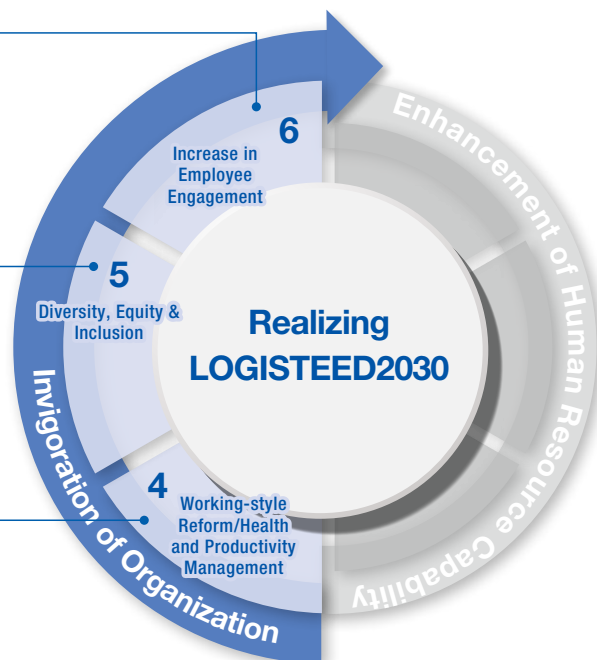 6
Increase in
Employee
Engagement
5
Diversity, Equity &
Inclusion
4
Working-style
Reform/Health
and Productivity
Management
Realizing
LOGISTEED2030
Invigoration of Organization
Enhancement of Human Resource Capability